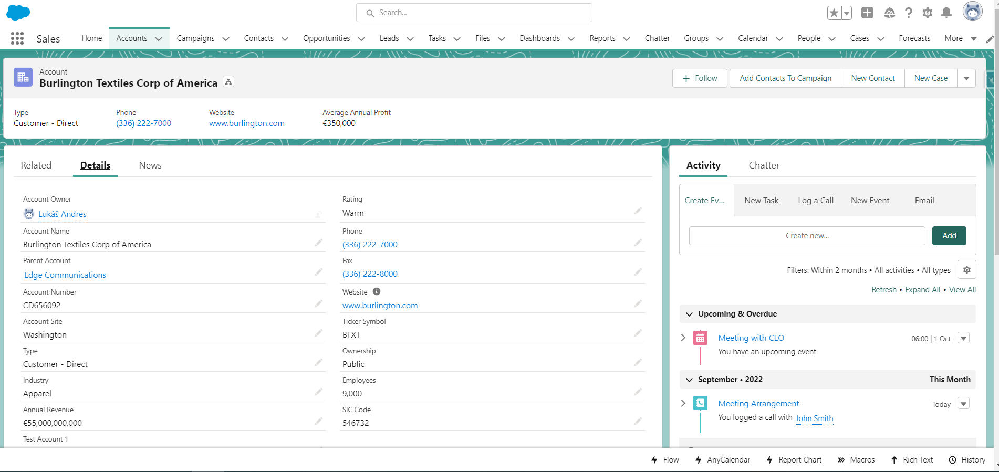 Search...
Sales
Home
Accounts
Campaigns
Contacts
Opportunities
Leads
Tasks
Files
Dashboards
Reports
Chatter
Groups
Calendar
People
Cases
Forecasts
More
Account
Burlington Textiles Corp of America
Follow
Add Contacts To Campaign
New Contact
New Case
Type
Customer - Direct
Phone
(336) 222-7000
Website
www.burlington.com
Average Annual Profit
€350,000
Related
Details
News
Account Owner
Lukáš Andres
Rating
Warm
Account Name
Burlington Textiles Corp of America
Phone
(336) 222-7000
Parent Account
Edge Communications
Fax
(336) 222-8000
Account Number
CD656092
Website
www.burlington.com
Account Site
Washington
Ticker Symbol
BTXT
Type
Customer - Direct
Ownership
Public
Industry
Apparel
Employees
9,000
Annual Revenue
€55,000,000,000
SIC Code
546732
Test Account 1
Activity
Chatter
Create Ev...
New Task
Log a Call
New Event
Email
Create new...
Add
Filters: Within 2 months • All activities • All types
Refresh • Expand All • View All
Upcoming & Overdue
Meeting with CEO
06:00 | 1 Oct
You have an upcoming event
September • 2022
This Month
Meeting Arrangement
Today
You logged a call with John Smith
Flow
AnyCalendar
Report Chart
Macros
Rich Text
History